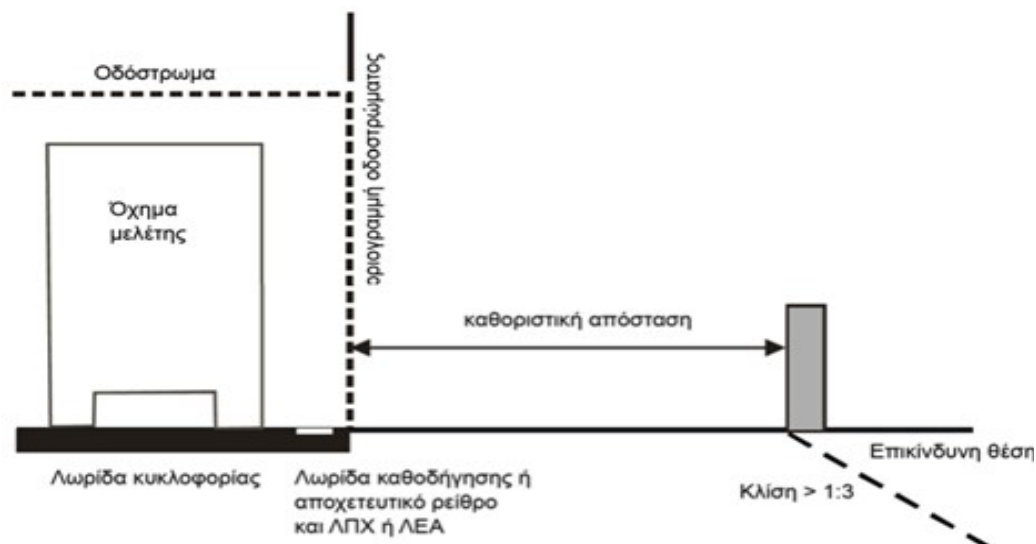 Οδόστρωμα
οριογραμμή οδοστρώματος
Όχημα
μελέτης
καθοριστική απόσταση
Επικίνδυνη θέση
Κλίση > 1:3
Λωρίδα κυκλοφορίας
Λωρίδα καθοδήγησης ή
αποχετευτικό ρείθρο
και ΛΠΧ ή ΛΕΑ